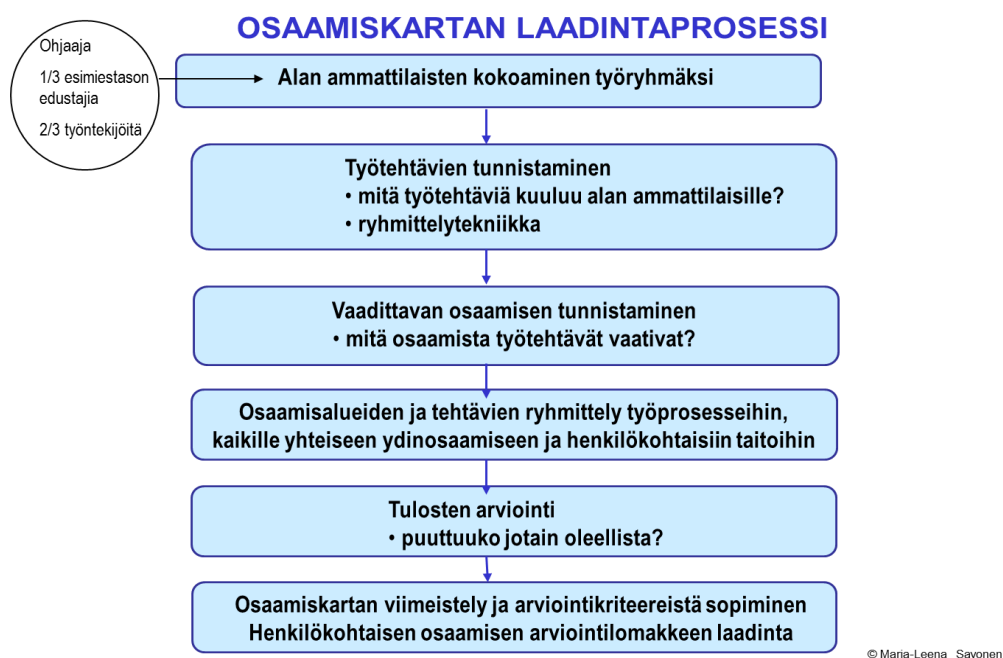 OSAAMISKARTAN LAADINTAPROSESSI
Ohjaaja
1/3 esimiestason
edustajia
2/3 työntekijöitä
Alan ammattilaisten kokoaminen työryhmäksi
Työtehtävien tunnistaminen
• mitä työtehtäviä kuuluu alan ammattilaisille?
• ryhmittelytekniikka
Vaadittavan osaamisen tunnistaminen
• mitä osaamista työtehtävät vaativat?
Osaamisalueiden ja tehtävien ryhmittely työprosesseihin,
kaikille yhteiseen ydinosaamiseen ja henkilökohtaisiin taitoihin
Tulosten arviointi
• puuttuuko jotain oleellista?
Osaamiskartan viimeistely ja arviointikriteereistä sopiminen
Henkilökohtaisen osaamisen arviointilomakkeen laadinta
© Marja-Leena Savonen